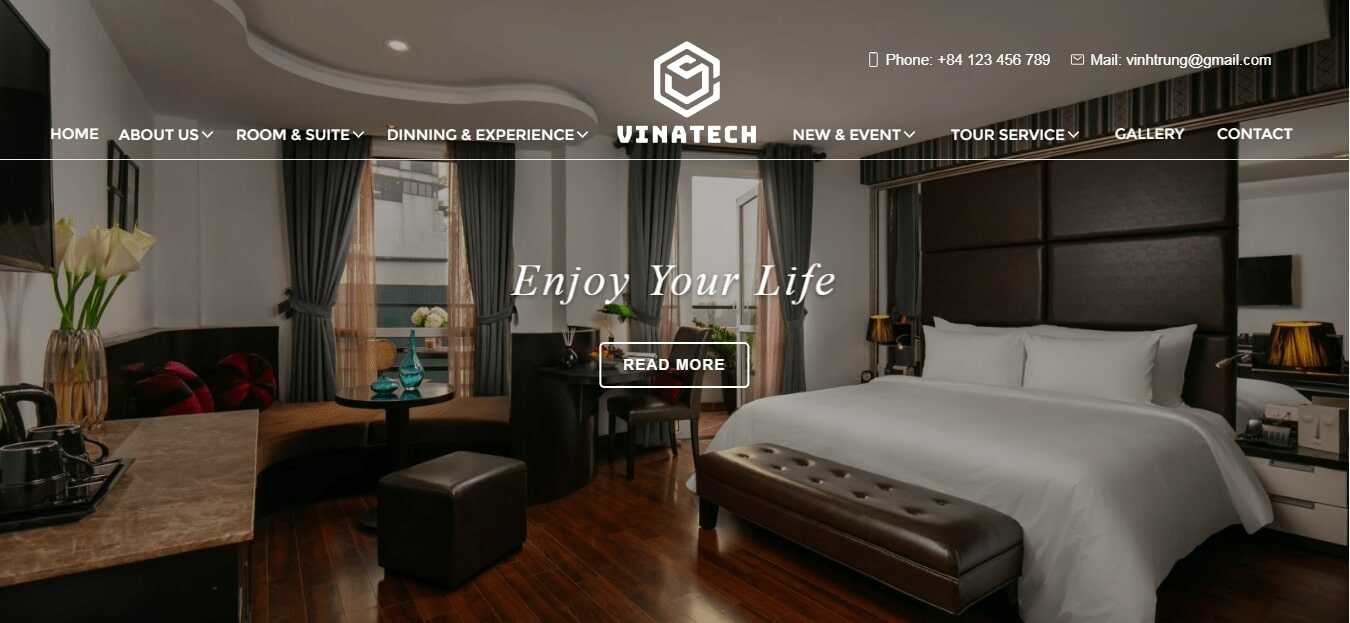 Phone: +84 123 456 789 Mail: vinhtrung@gmail.com
HOME ABOUT US ROOM & SUITE DINNING & EXPERIENCE VINATECH NEW & EVENT TOUR SERVICE GALLERY CONTACT
Enjoy Your Life
READ MORE